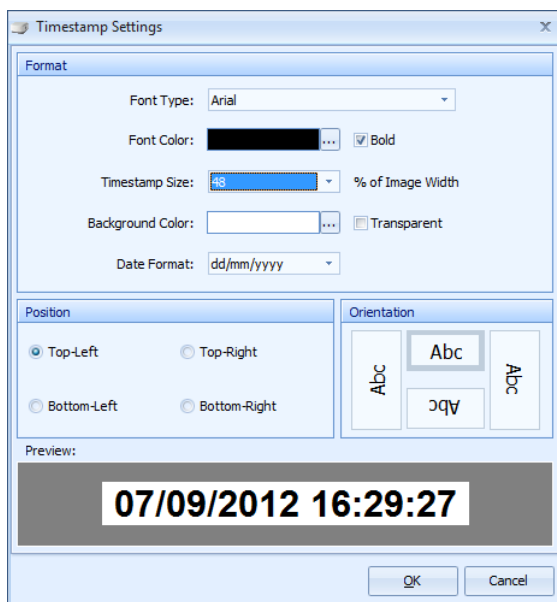 Timestamp Settings x
Format
Font Type: Arial
Font Color: ... Bold
Timestamp Size: 48 % of Image Width
Background Color: ... Transparent
Date Format: dd/mm/yyyy
Position
Top-Left Top-Right
Bottom-Left Bottom-Right
Orientation
Abc
Abc
Abc
Abc
Preview:
07/09/2012 16:29:27
OK Cancel